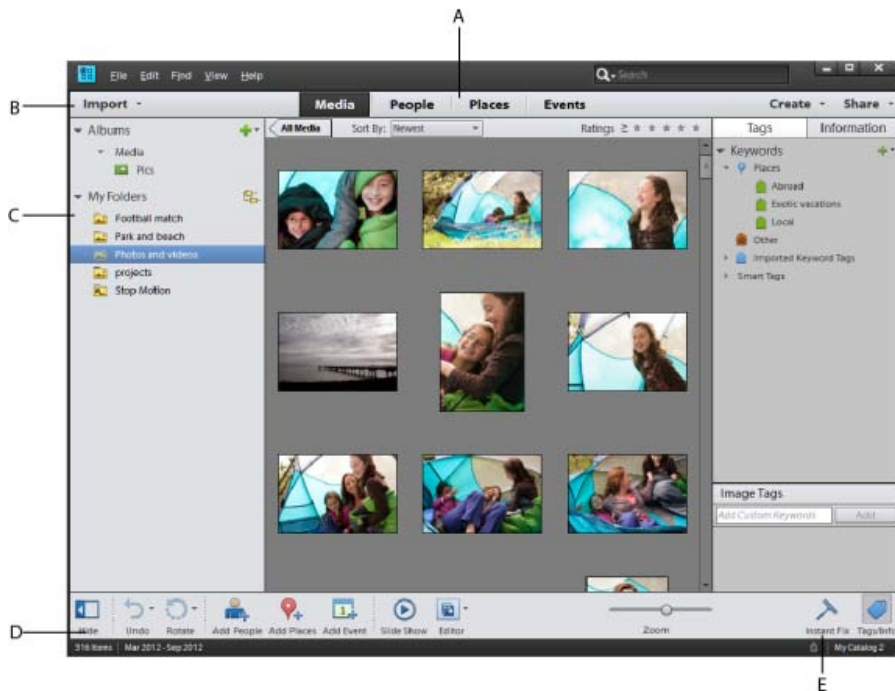 A
File Edit Find View Help
Search
B
Import
Media People Places Events
Create Share
Albums
All Media
Sort By: Newest
Ratings ≥
Tags Information
Media
Pics
Keywords
Places
Abroad
Exotic vacations
Local
Other
Imported Keyword Tags
Smart Tags
C
My Folders
Football match
Park and beach
Photos and videos
projects
Stop Motion
Image Tags
Add Custom Keywords
Add
D
Hide Undo Rotate Add People Add Places Add Event Slide Show Editor
1
Zoom
Instant Fix Tags/Info
316 Items Mar 2012 - Sep 2012
My Catalog 2
E